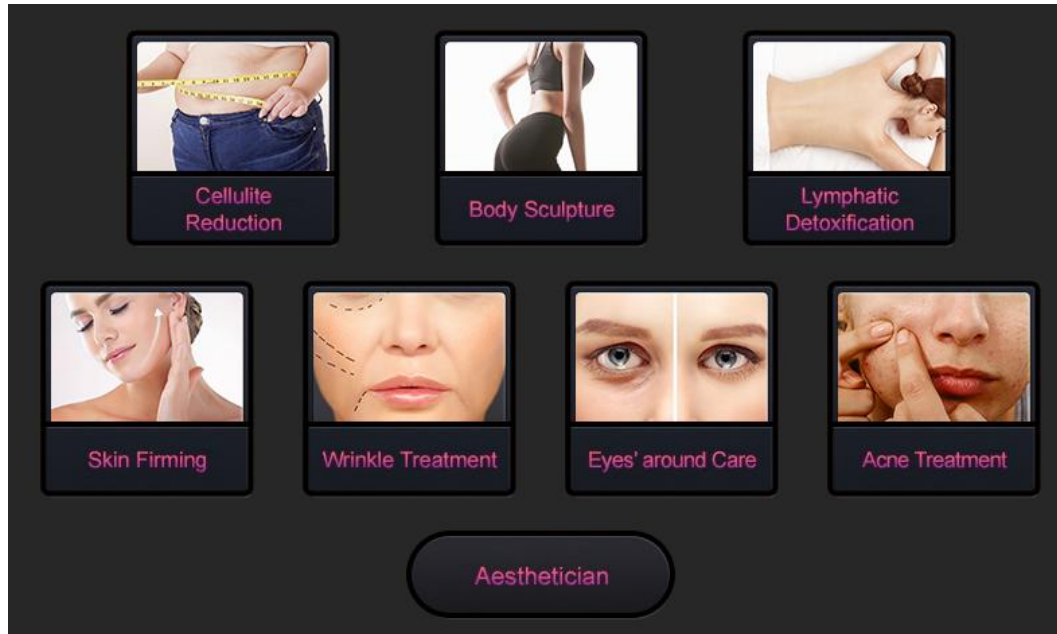 Cellulite
Reduction
Body Sculpture
Lymphatic
Detoxification
Skin Firming
Wrinkle Treatment
Eyes' around Care
Acne Treatment
Aesthetician